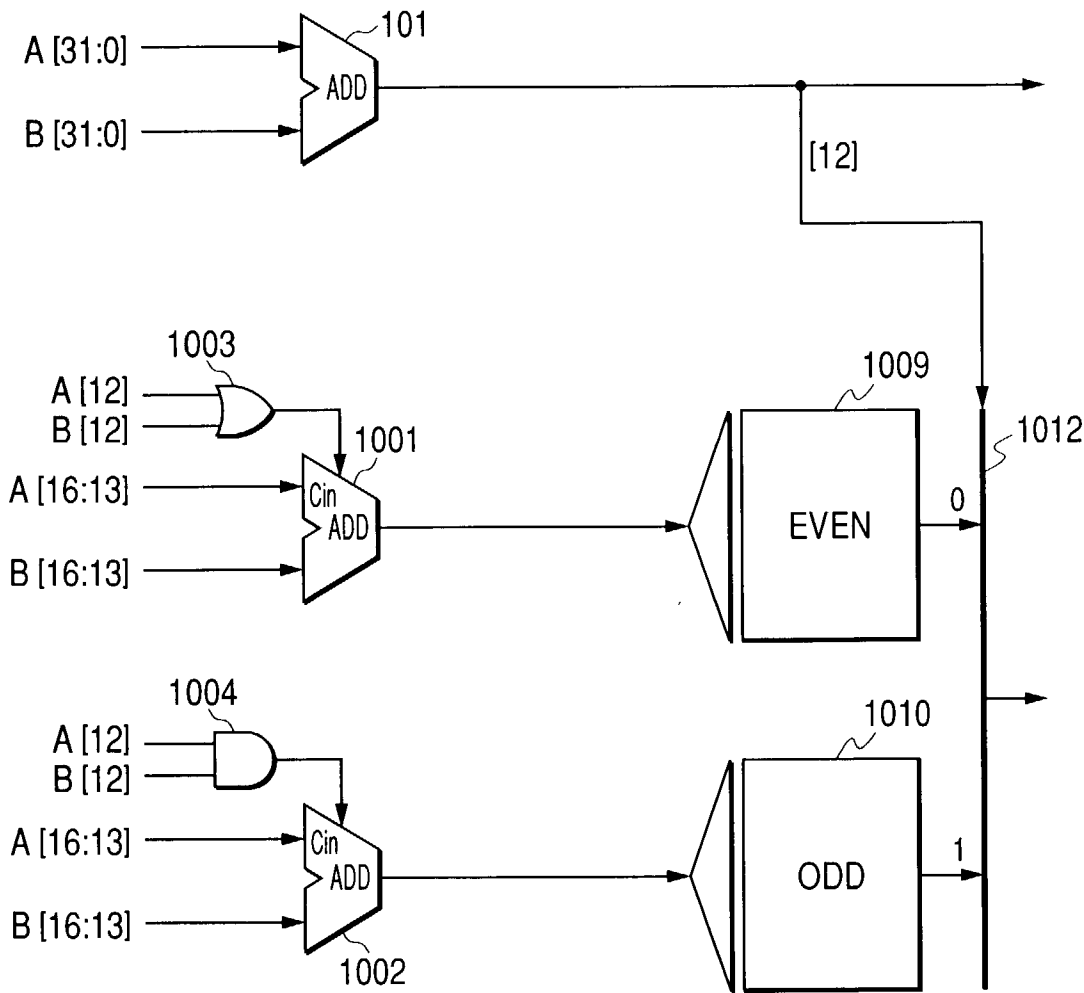 101
A [31:0]
ADD
B [31:0]
[12]
1003
1009
A [12]
B [12]
1001
1012
A [16:13]
Cin
ADD
0
EVEN
B [16:13]
1004
1010
A [12]
B [12]
A [16:13]
Cin
ADD
1
ODD
B [16:13]
1002